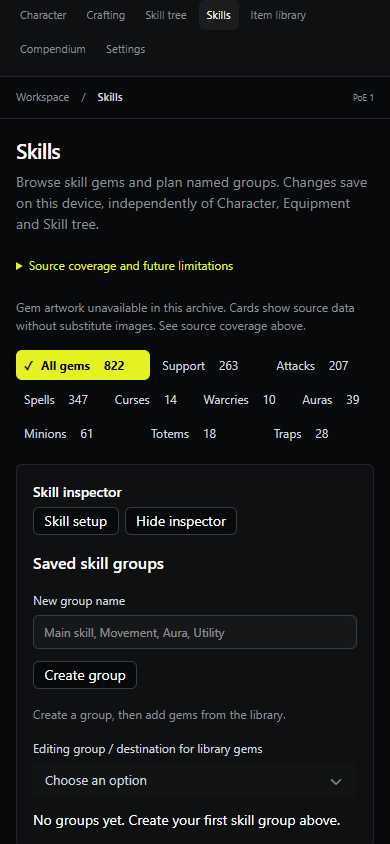 Character Crafting Skill tree Skills Item library
Compendium Settings
Workspace / Skills PoE 1
Skills
Browse skill gems and plan named groups. Changes save
on this device, independently of Character, Equipment
and Skill tree.
Source coverage and future limitations
Gem artwork unavailable in this archive. Cards show source data
without substitute images. See source coverage above.
✓ All gems 822 Support 263 Attacks 207
Spells 347 Curses 14 Warcries 10 Auras 39
Minions 61 Totems 18 Traps 28
Skill inspector
Skill setup Hide inspector
Saved skill groups
New group name
Main skill, Movement, Aura, Utility
Create group
Create a group, then add gems from the library.
Editing group / destination for library gems
Choose an option
No groups yet. Create your first skill group above.